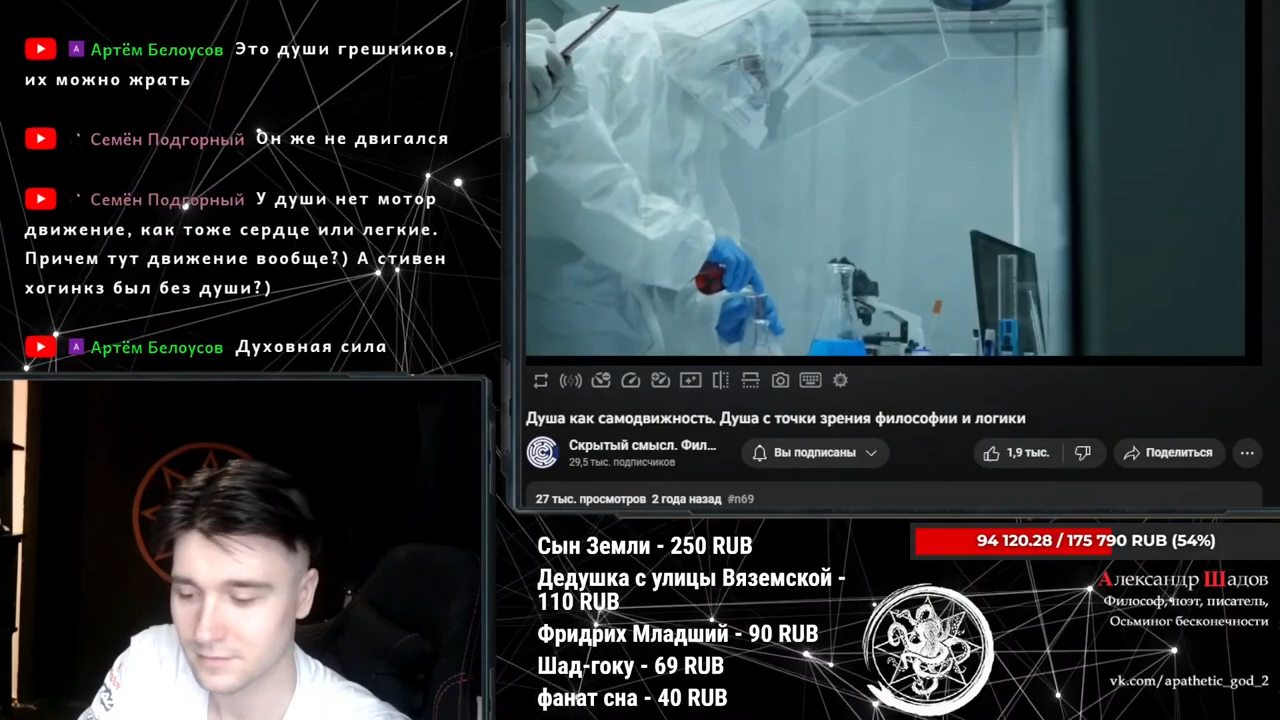 Артём Белоусов Это души грешников,
их можно жрать
Семён Подгорный Он же не двигался
Семён Подгорный У души нет мотор
движение, как тоже сердце или легкие.
Причем тут движение вообще?) А стивен
хогинкз был без души?)
Артём Белоусов Духовная сила
Душа как самодвижность. Душа с точки зрения философии и логики
Скрытый смысл. Фил...
29,5 тыс. подписчиков
Вы подписаны
1,9 тыс.
Поделиться
27 тыс. просмотров 2 года назад #n69
Сын Земли - 250 RUB
Дедушка с улицы Вяземской -
110 RUB
Фридрих Младший - 90 RUB
Шад-гоку - 69 RUB
фанат сна - 40 RUB
94 120.28 / 175 790 RUB (54%)
Александр Шадов
Философ, поэт, писатель,
Осьминог бесконечности
vk.com/apathetic_god_2